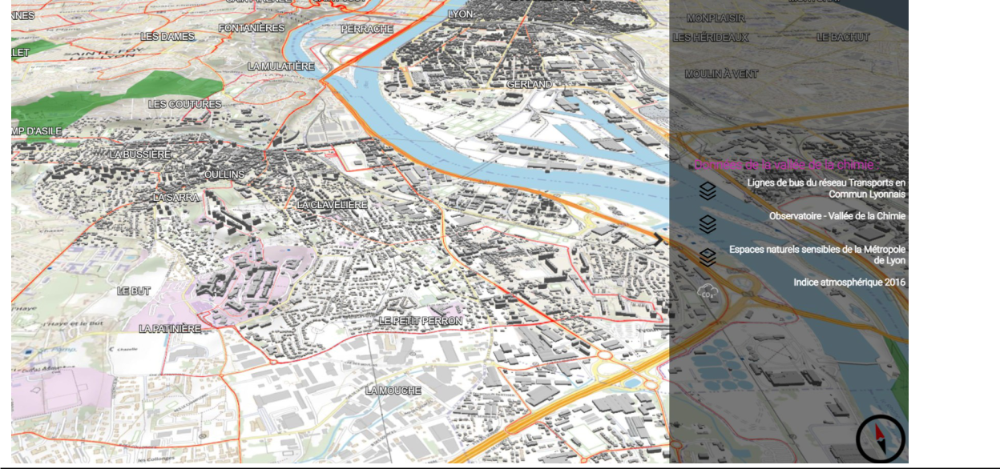 NNES
LYON
MONPLAISIR
LES DAMES
FONTANIÈRES
PERRACHE
LES HÉRIDEAUX
LE BACHUT
LET
SAINTE-FOY-
LÈS-LYON
LA MULATIÈRE
MOULIN À VENT
GERLAND
LES COUTURES
MP D'ASILE
LA BUSSIÈRE
Données de la vallée de la chimie
OULLINS
Lignes de bus du réseau Transports en
Commun Lyonnais
LA SARRA
LA CLAVELIÈRE
Observatoire - Vallée de la Chimie
Espaces naturels sensibles de la Métropole
de Lyon
Indice atmosphérique 2016
LE BUT
CO₂
l'Haye et le But
LE PETIT PERRON
LA PATINIÈRE
Chazelle
LA MOUCHE
les Collonges